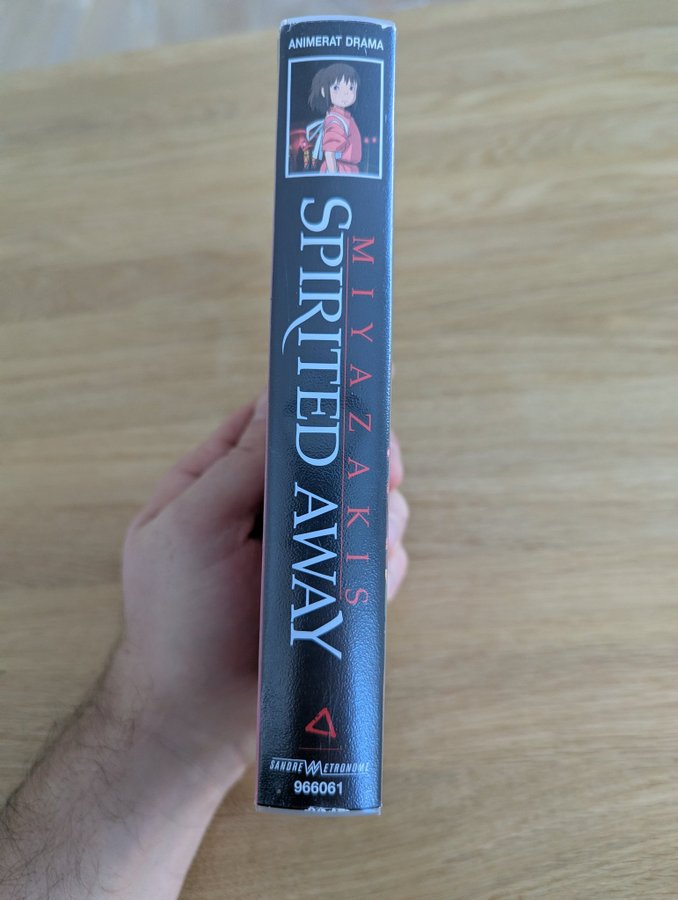 ANIMERAT DRAMA
MIYAZAKIS
SPIRITED AWAY
SANDREW METRONOME
966061